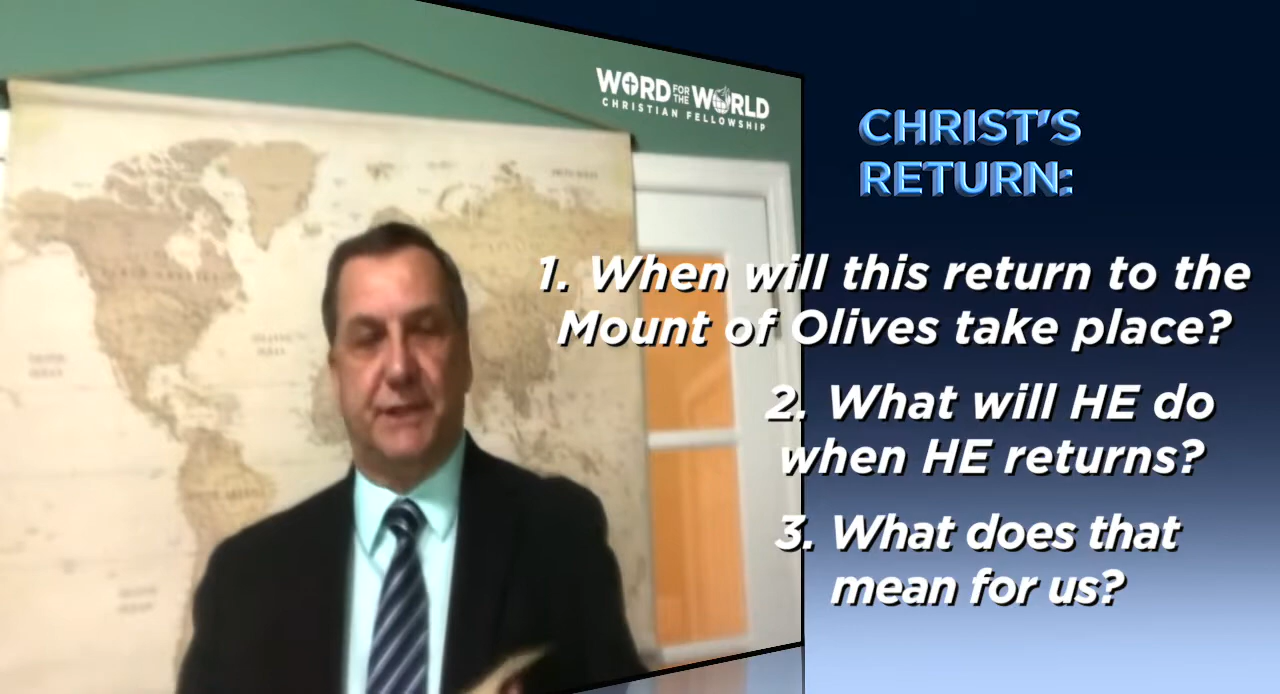 WORD FOR THE WORLD
CHRISTIAN FELLOWSHIP
CHRIST'S
RETURN:
1. When will this return to the
Mount of Olives take place?
2. What will HE do
when HE returns?
3. What does that
mean for us?